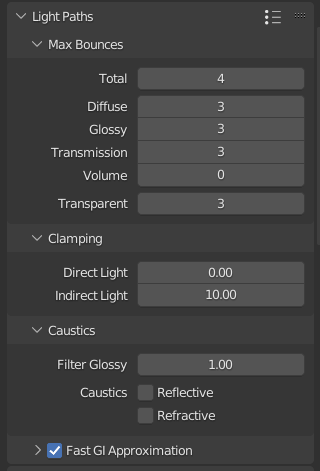 Light Paths
Max Bounces
Total 4
Diffuse 3
Glossy 3
Transmission 3
Volume 0
Transparent 3
Clamping
Direct Light 0.00
Indirect Light 10.00
Caustics
Filter Glossy 1.00
Caustics Reflective
Refractive
Fast GI Approximation